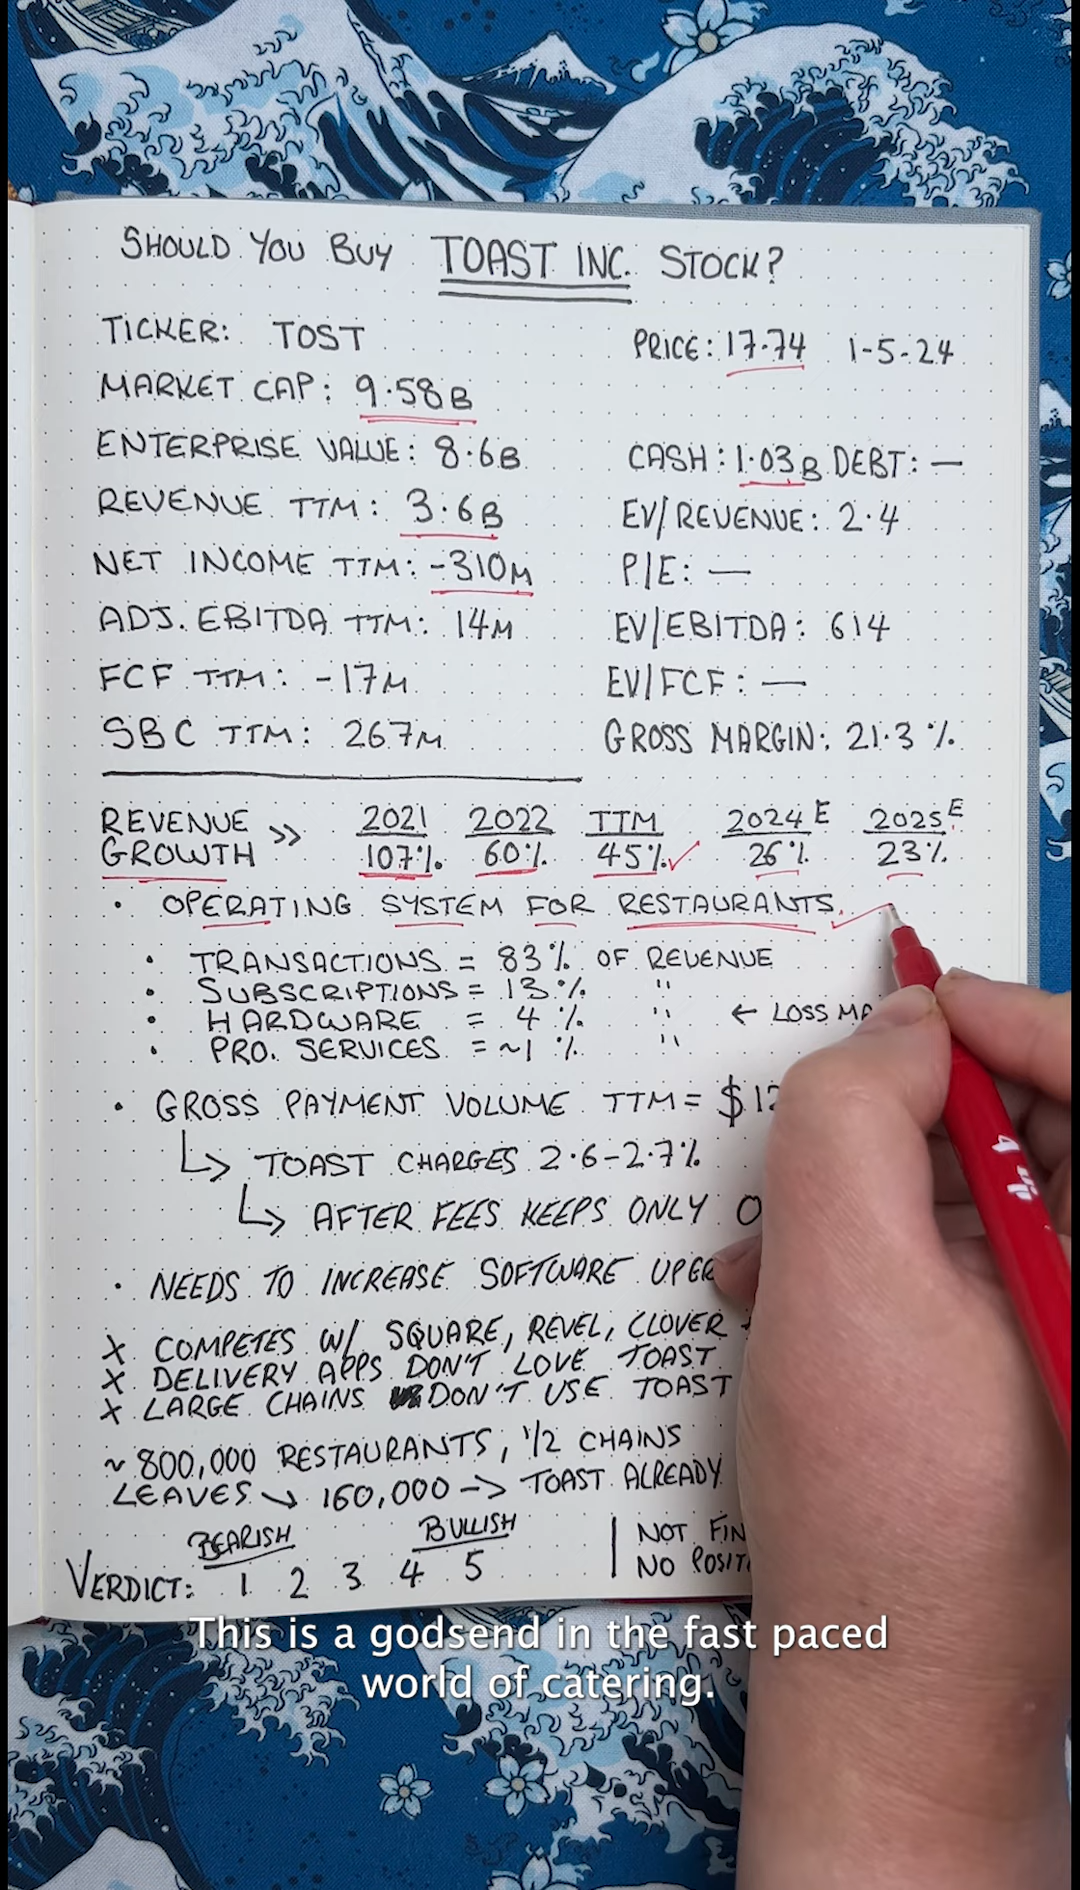 SHOULD YOU BUY TOAST INC. STOCK?
TICKER: TOST
PRICE: 17.74 1-5-24
MARKET CAP: 9.58B
ENTERPRISE VALUE: 8.6B
CASH: 1.03B DEBT: —
REVENUE TTM: 3.6B
EV/REVENUE: 2.4
NET INCOME TTM: -310M
P/E: —
ADJ. EBITDA TTM: 14M
EV/EBITDA: 614
FCF TTM: -17M
EV/FCF: —
SBC TTM: 267M
GROSS MARGIN: 21.3%
REVENUE GROWTH >> 2021 2022 TTM 2024E 2025E
107% 60% 45% ✓ 26% 23%
• OPERATING SYSTEM FOR RESTAURANTS.
• TRANSACTIONS = 83% OF REVENUE
• SUBSCRIPTIONS = 13% "
• HARDWARE = 4% " ← LOSS
• PRO. SERVICES = ~1% "
• GROSS PAYMENT VOLUME TTM = $12
↳ TOAST CHARGES 2.6-2.7%
↳ AFTER FEES KEEPS ONLY
• NEEDS TO INCREASE SOFTWARE
X COMPETES W/ SQUARE, REVEL, CLOVER
X DELIVERY APPS DON'T LOVE TOAST
X LARGE CHAINS DON'T USE TOAST
~800,000 RESTAURANTS, 1/2 CHAINS
LEAVES ↘ 160,000 -> TOAST ALREADY
BEARISH BULLISH
VERDICT: 1 2 3 4 5
NOT
NO
This is a godsend in the fast paced
world of catering.